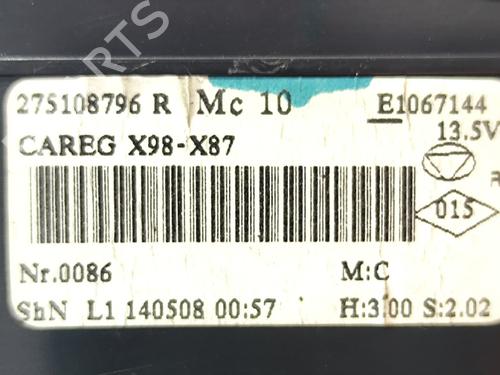 275108796 R Mc 10 E1067144
CAREG X98-X87 13.5V
015
Nr.0086 M:C
ShN L1 140508 00:57 H:3.00 S:2.02
PARTS